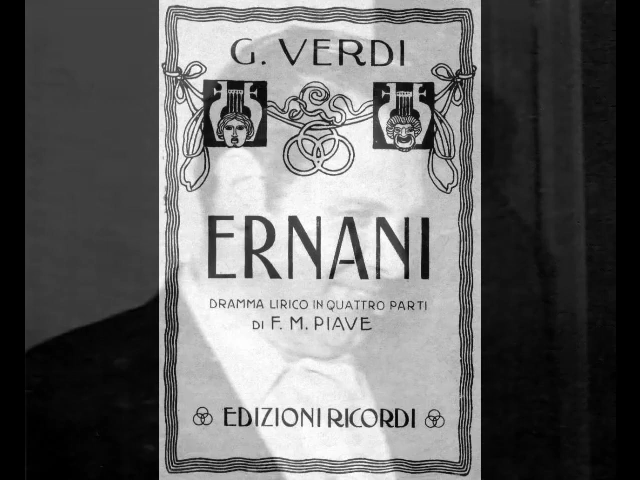 G. VERDI
ERNANI
DRAMMA LIRICO IN QUATTRO PARTI
DI F. M. PIAVE
EDIZIONI RICORDI